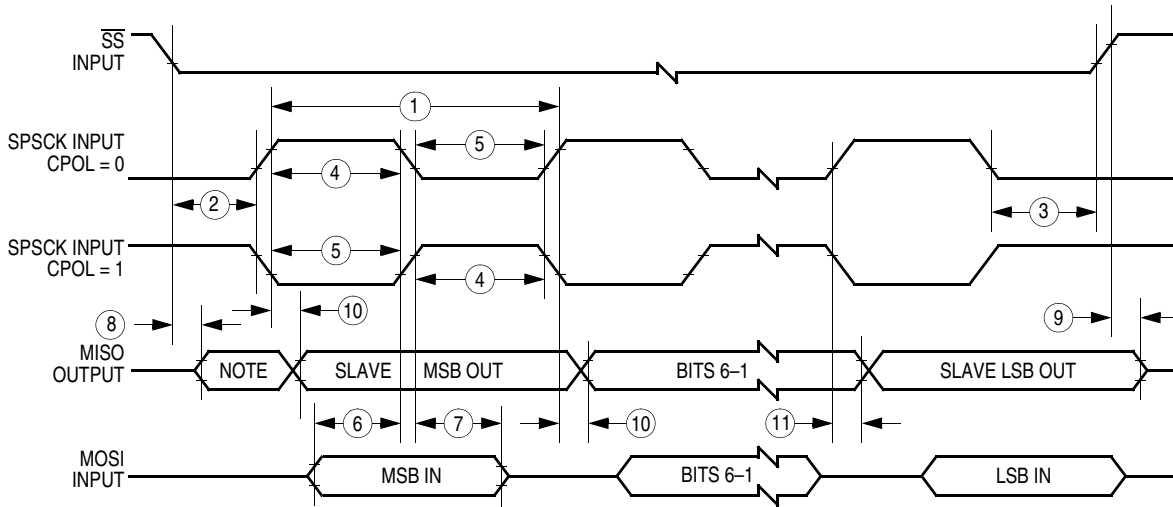 SS
INPUT
1
SPSCK INPUT
CPOL = 0
5
4
2
3
SPSCK INPUT
CPOL = 1
5
4
8
10
9
MISO
OUTPUT
NOTE
SLAVE
MSB OUT
BITS 6–1
SLAVE LSB OUT
6
7
10
11
MOSI
INPUT
MSB IN
BITS 6–1
LSB IN